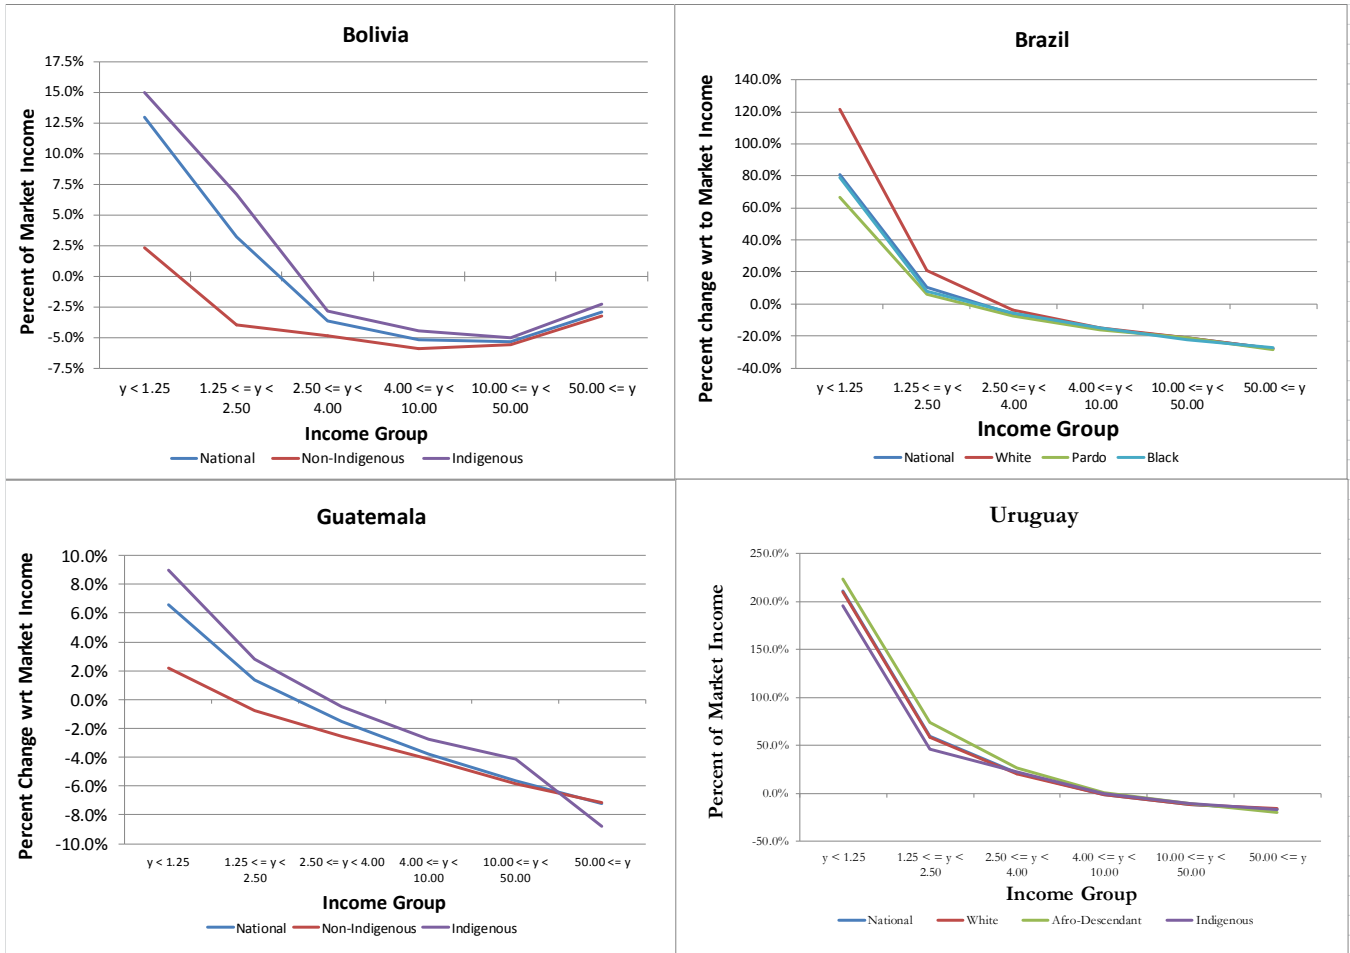 Bolivia
Percent of Market Income
17.5%
15.0%
12.5%
10.0%
7.5%
5.0%
2.5%
0.0%
-2.5%
-5.0%
-7.5%
y < 1.25
1.25 < = y <
2.50
2.50 <= y <
4.00
4.00 <= y <
10.00
10.00 <= y <
50.00
50.00 <= y
Income Group
National Non-Indigenous Indigenous
Brazil
Percent change wrt to Market Income
140.0%
120.0%
100.0%
80.0%
60.0%
40.0%
20.0%
0.0%
-20.0%
-40.0%
y < 1.25
1.25 < = y <
2.50
2.50 <= y <
4.00
4.00 <= y <
10.00
10.00 <= y <
50.00
50.00 <= y
Income Group
National White Pardo Black
Guatemala
Percent Change wrt Market Income
10.0%
8.0%
6.0%
4.0%
2.0%
0.0%
-2.0%
-4.0%
-6.0%
-8.0%
-10.0%
y < 1.25
1.25 < = y <
2.50
2.50 <= y < 4.00
4.00 <= y <
10.00
10.00 <= y <
50.00
50.00 <= y
Income Group
National Non-Indigenous Indigenous
Uruguay
Percent of Market Income
250.0%
200.0%
150.0%
100.0%
50.0%
0.0%
-50.0%
y < 1.25
1.25 < = y <
2.50
2.50 <= y <
4.00
4.00 <= y <
10.00
10.00 <= y <
50.00
50.00 <= y
Income Group
National White Afro-Descendant Indigenous